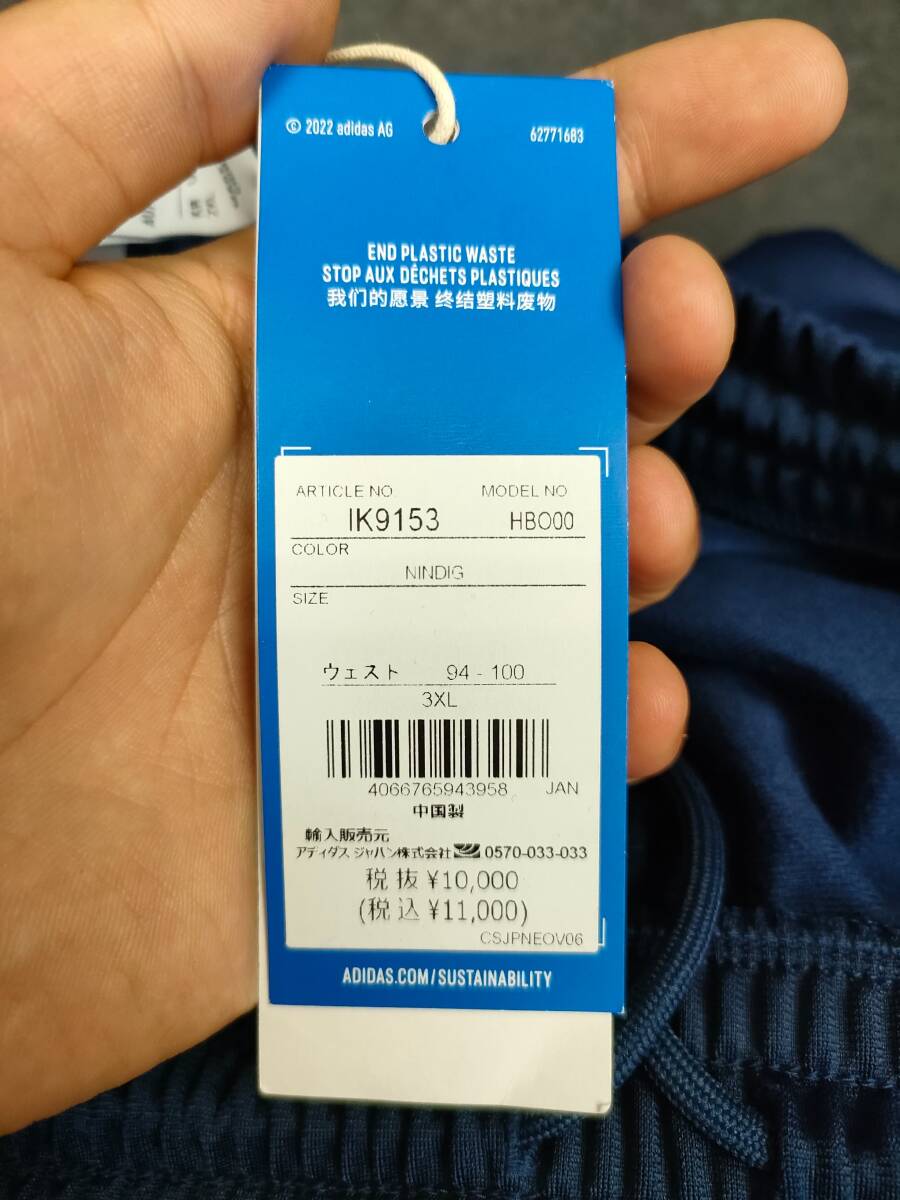 © 2022 adidas AG 62771683
END PLASTIC WASTE
STOP AUX DÉCHETS PLASTIQUES
我们的愿景 终结塑料废物
ARTICLE NO. MODEL NO
IK9153 HBO00
COLOR
NINDIG
SIZE
ウェスト 94 - 100
3XL
4066765943958 JAN
中国製
輸入販売元
アディダス ジャパン株式会社 0570-033-033
税 抜 ¥10,000
(税 込 ¥11,000)
CSJPNEOV06
ADIDAS.COM/SUSTAINABILITY